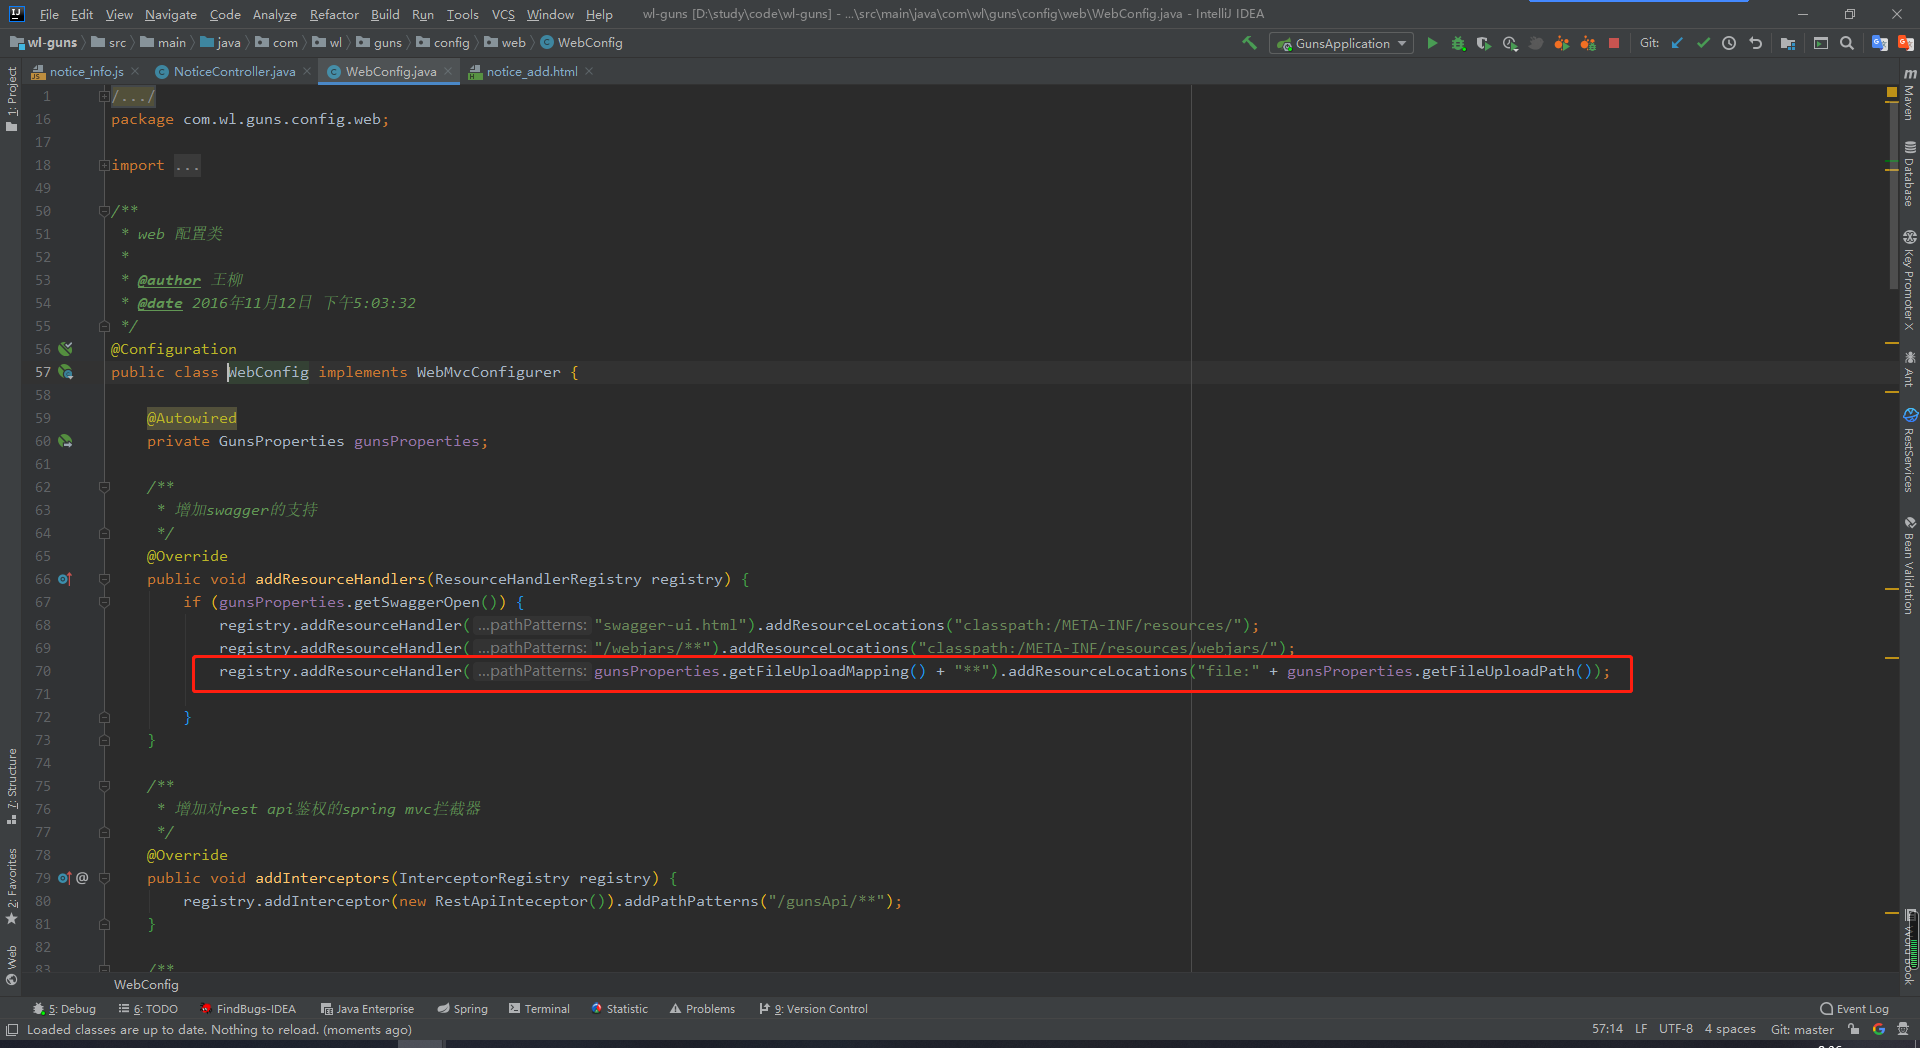 File Edit View Navigate Code Analyze Refactor Build Run Tools VCS Window Help wl-guns [D:\study\code\wl-guns] - ...\src\main\java\com\wl\guns\config\web\WebConfig.java - IntelliJ IDEA
wl-guns src main java com wl guns config web WebConfig GunsApplication Git:
notice_info.js NoticeController.java WebConfig.java notice_add.html
1 /.../
16 package com.wl.guns.config.web;
17
18 import ...
49
50 /**
51 * web 配置类
52 *
53 * @author 王柳
54 * @date 2016年11月12日 下午5:03:32
55 */
56 @Configuration
57 public class WebConfig implements WebMvcConfigurer {
58
59 @Autowired
60 private GunsProperties gunsProperties;
61
62 /**
63 * 增加swagger的支持
64 */
65 @Override
66 public void addResourceHandlers(ResourceHandlerRegistry registry) {
67 if (gunsProperties.getSwaggerOpen()) {
68 registry.addResourceHandler( ...pathPatterns: "swagger-ui.html").addResourceLocations("classpath:/META-INF/resources/");
69 registry.addResourceHandler( ...pathPatterns: "/webjars/**").addResourceLocations("classpath:/META-INF/resources/webjars/");
70 registry.addResourceHandler( ...pathPatterns: gunsProperties.getFileUploadMapping() + "**").addResourceLocations("file:" + gunsProperties.getFileUploadPath());
71
72 }
73 }
74
75 /**
76 * 增加对rest api鉴权的spring mvc拦截器
77 */
78 @Override
79 @ public void addInterceptors(InterceptorRegistry registry) {
80 registry.addInterceptor(new RestApiInteceptor()).addPathPatterns("/gunsApi/**");
81 }
82
83 /**
WebConfig
1: Project
7: Structure
2: Favorites
Web
Maven
Database
Key Promoter X
Ant
RestServices
Bean Validation
Word Book
5: Debug 6: TODO FindBugs-IDEA Java Enterprise Spring Terminal Statistic Problems 9: Version Control Event Log
Loaded classes are up to date. Nothing to reload. (moments ago) 57:14 LF UTF-8 4 spaces Git: master